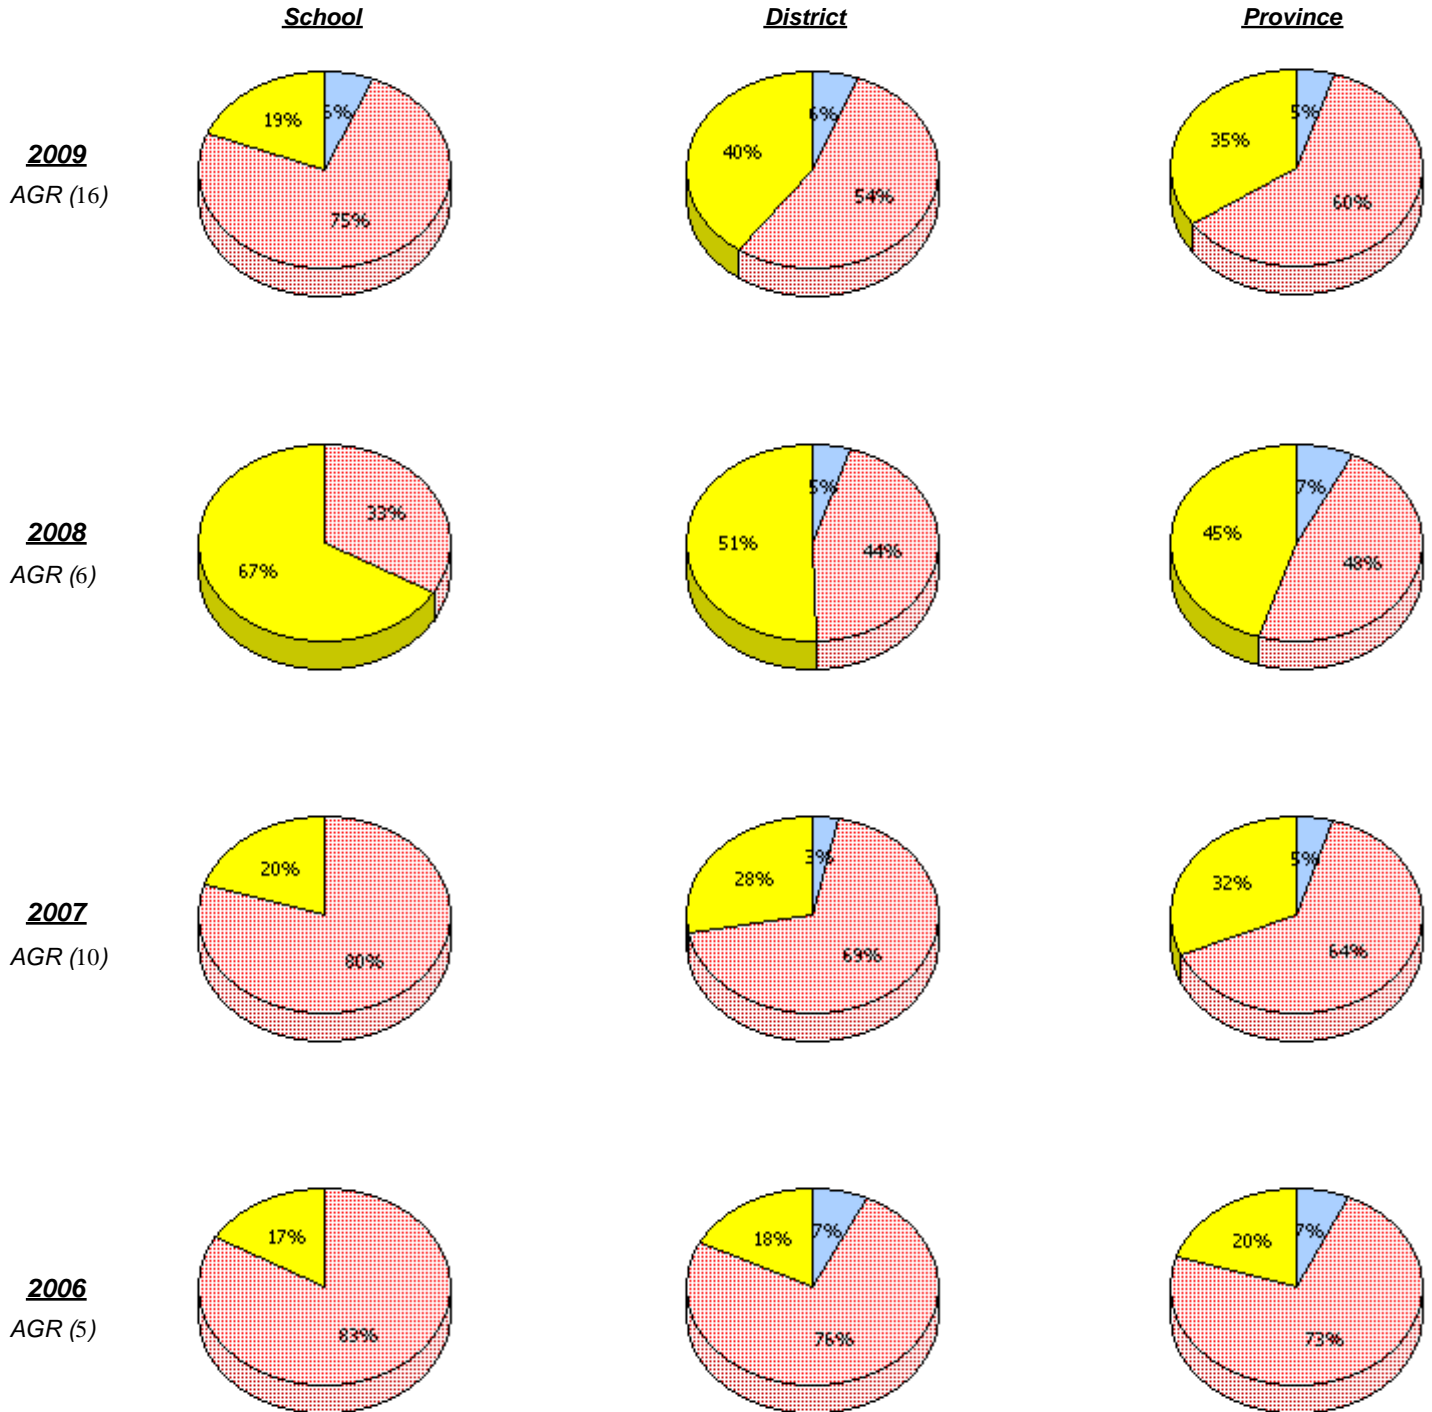 School District Province
2009
AGR (16)
19% 6% 75%
40% 6% 54%
35% 5% 60%
2008
AGR (6)
67% 33%
51% 5% 44%
45% 7% 48%
2007
AGR (10)
20% 80%
28% 3% 69%
32% 5% 64%
2006
AGR (5)
17% 83%
18% 7% 76%
20% 7% 73%